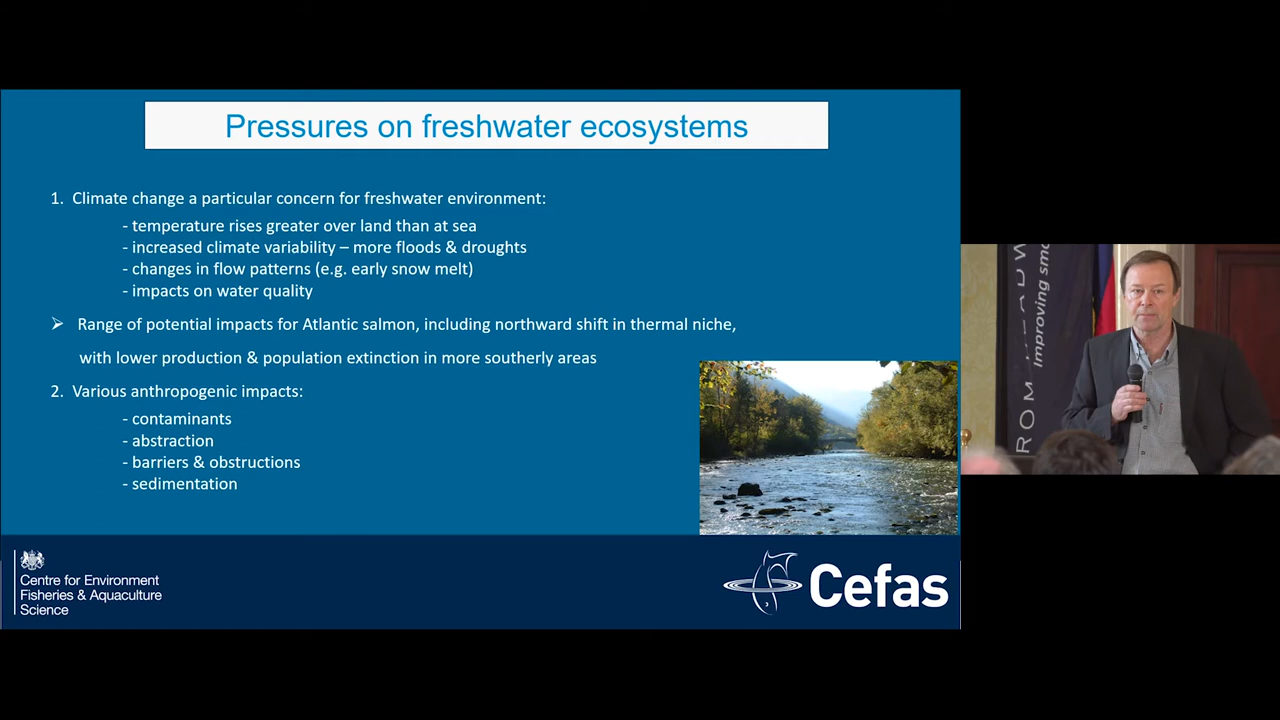 Pressures on freshwater ecosystems
1. Climate change a particular concern for freshwater environment:
- temperature rises greater over land than at sea
- increased climate variability – more floods & droughts
- changes in flow patterns (e.g. early snow melt)
- impacts on water quality
➢ Range of potential impacts for Atlantic salmon, including northward shift in thermal niche,
with lower production & population extinction in more southerly areas
2. Various anthropogenic impacts:
- contaminants
- abstraction
- barriers & obstructions
- sedimentation
Centre for Environment
Fisheries & Aquaculture
Science
Cefas
Improving